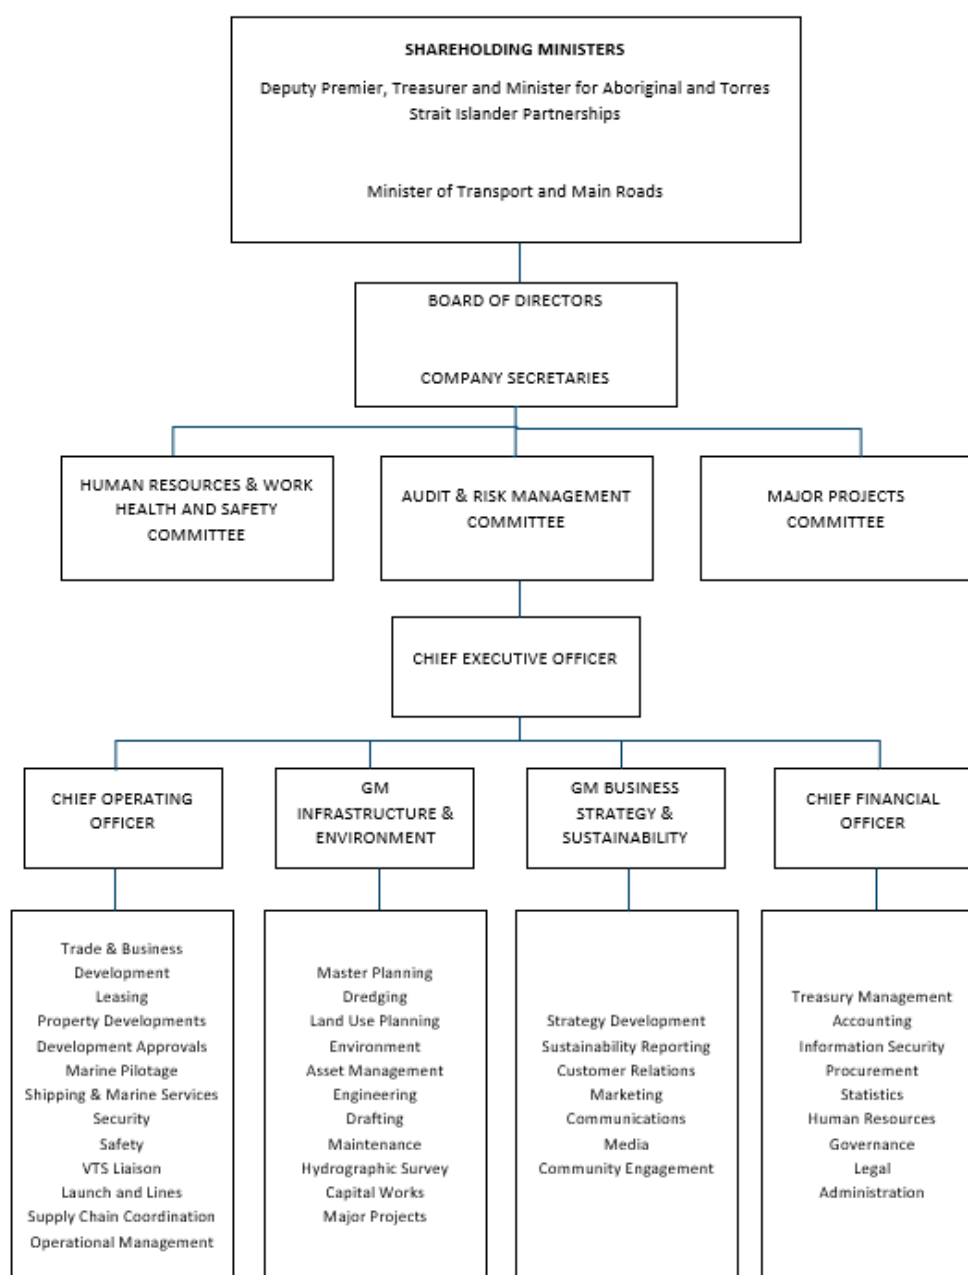 SHAREHOLDING MINISTERS
Deputy Premier, Treasurer and Minister for Aboriginal and Torres
Strait Islander Partnerships
Minister of Transport and Main Roads
BOARD OF DIRECTORS
COMPANY SECRETARIES
HUMAN RESOURCES & WORK
HEALTH AND SAFETY
COMMITTEE
AUDIT & RISK MANAGEMENT
COMMITTEE
MAJOR PROJECTS
COMMITTEE
CHIEF EXECUTIVE OFFICER
CHIEF OPERATING
OFFICER
GM
INFRASTRUCTURE &
ENVIRONMENT
GM BUSINESS
STRATEGY &
SUSTAINABILITY
CHIEF FINANCIAL
OFFICER
Trade & Business
Development
Leasing
Property Developments
Development Approvals
Marine Pilotage
Shipping & Marine Services
Security
Safety
VTS Liaison
Launch and Lines
Supply Chain Coordination
Operational Management
Master Planning
Dredging
Land Use Planning
Environment
Asset Management
Engineering
Drafting
Maintenance
Hydrographic Survey
Capital Works
Major Projects
Strategy Development
Sustainability Reporting
Customer Relations
Marketing
Communications
Media
Community Engagement
Treasury Management
Accounting
Information Security
Procurement
Statistics
Human Resources
Governance
Legal
Administration